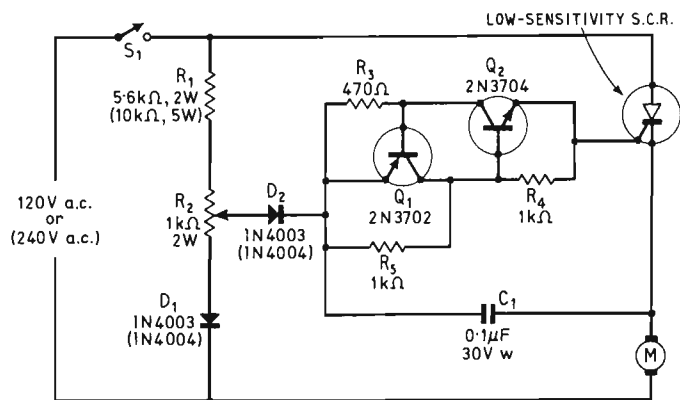 LOW-SENSITIVITY S.C.R.
S1
R1
5·6kΩ, 2W
(10kΩ, 5W)
R3
470Ω
Q2
2N3704
120V a.c.
or
(240V a.c.)
R2
1kΩ
2W
D2
1N4003
(1N4004)
Q1
2N3702
R4
1kΩ
R5
1kΩ
D1
1N4003
(1N4004)
C1
0·1µF
30V w
M